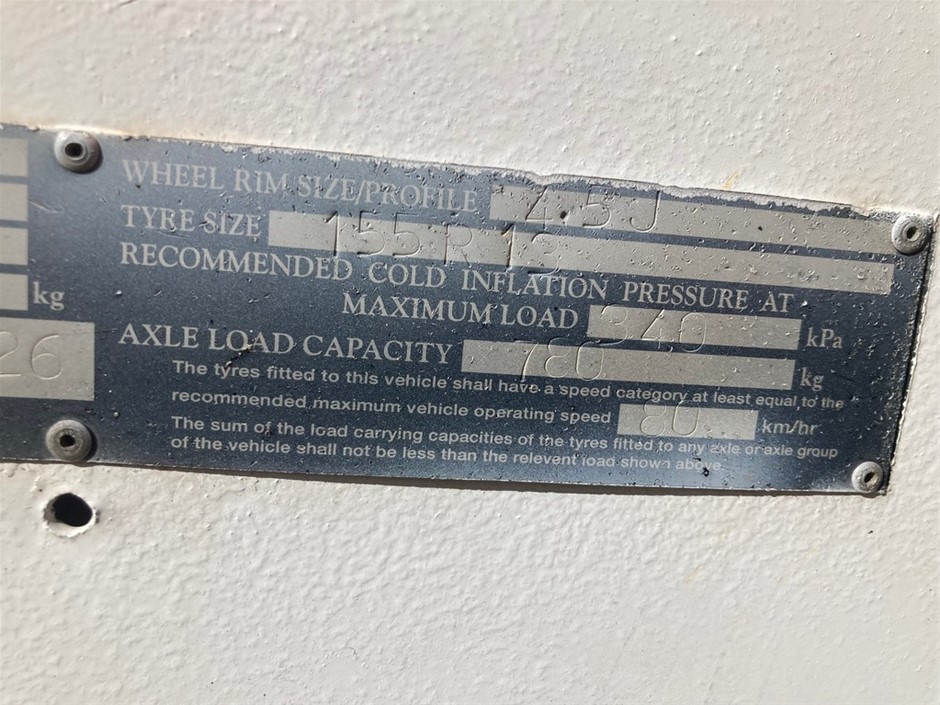 WHEEL RIM SIZE/PROFILE 4.5J
TYRE SIZE 155 R 13
RECOMMENDED COLD INFLATION PRESSURE AT
MAXIMUM LOAD 340 kPa
kg
AXLE LOAD CAPACITY 780 kg
26
The tyres fitted to this vehicle shall have a speed category at least equal to the
recommended maximum vehicle operating speed 80 km/hr
The sum of the load carrying capacities of the tyres fitted to any axle or axle group
of the vehicle shall not be less than the relevent load shown above.